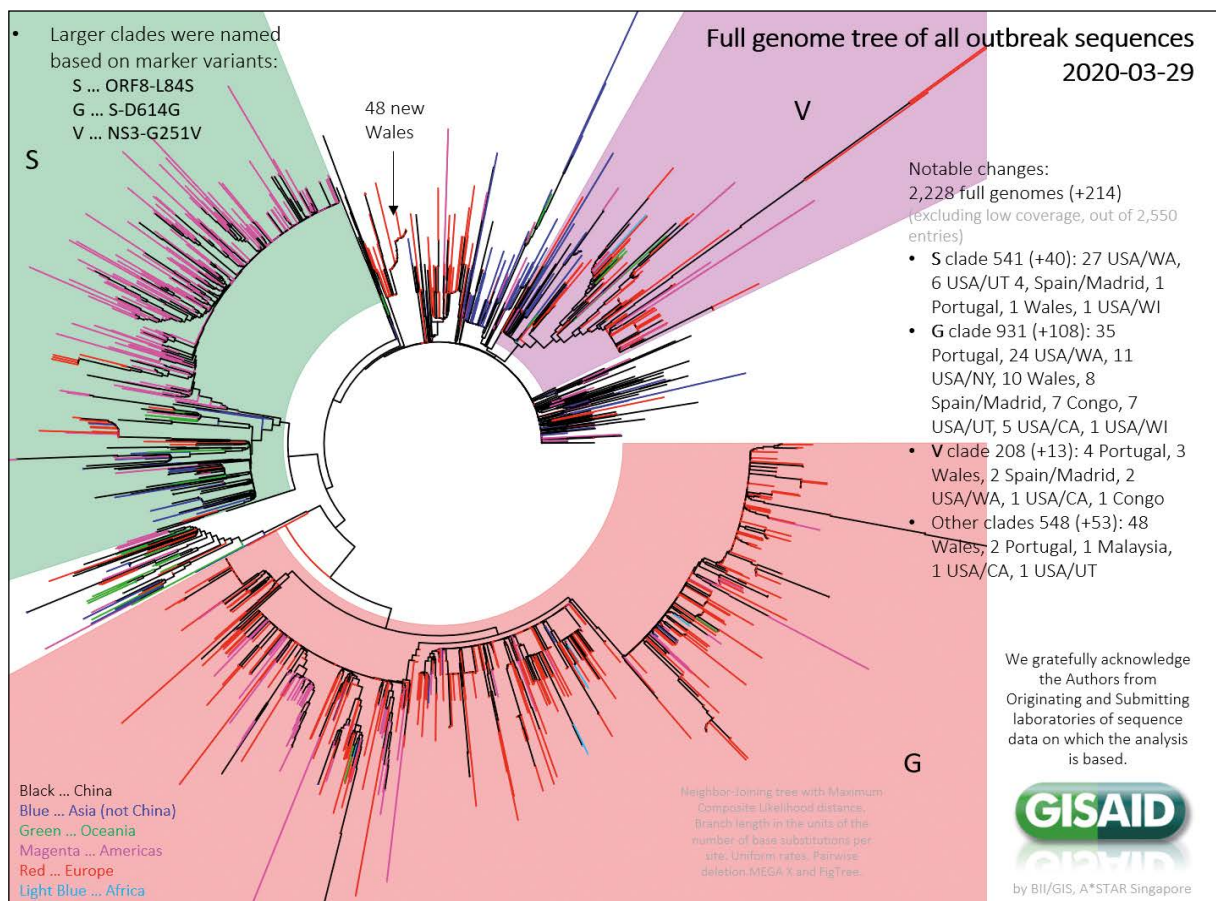 • Larger clades were named
based on marker variants:
S ... ORF8-L84S
G ... S-D614G
V ... NS3-G251V
S
48 new
Wales
V
Full genome tree of all outbreak sequences
2020-03-29
Notable changes:
2,228 full genomes (+214)
(excluding low coverage, out of 2,550
entries)
• S clade 541 (+40): 27 USA/WA,
6 USA/UT 4, Spain/Madrid, 1
Portugal, 1 Wales, 1 USA/WI
• G clade 931 (+108): 35
Portugal, 24 USA/WA, 11
USA/NY, 10 Wales, 8
Spain/Madrid, 7 Congo, 7
USA/UT, 5 USA/CA, 1 USA/WI
• V clade 208 (+13): 4 Portugal, 3
Wales, 2 Spain/Madrid, 2
USA/WA, 1 USA/CA, 1 Congo
• Other clades 548 (+53): 48
Wales, 2 Portugal, 1 Malaysia,
1 USA/CA, 1 USA/UT
We gratefully acknowledge
the Authors from
Originating and Submitting
laboratories of sequence
data on which the analysis
is based.
G
Black ... China
Blue ... Asia (not China)
Green ... Oceania
Magenta ... Americas
Red ... Europe
Light Blue ... Africa
Neighbor-Joining tree with Maximum
Composite Likelihood distance.
Branch length in the units of the
number of base substitutions per
site. Uniform rates. Pairwise
deletion.MEGA X and FigTree.
GISAID
by BII/GIS, A*STAR Singapore